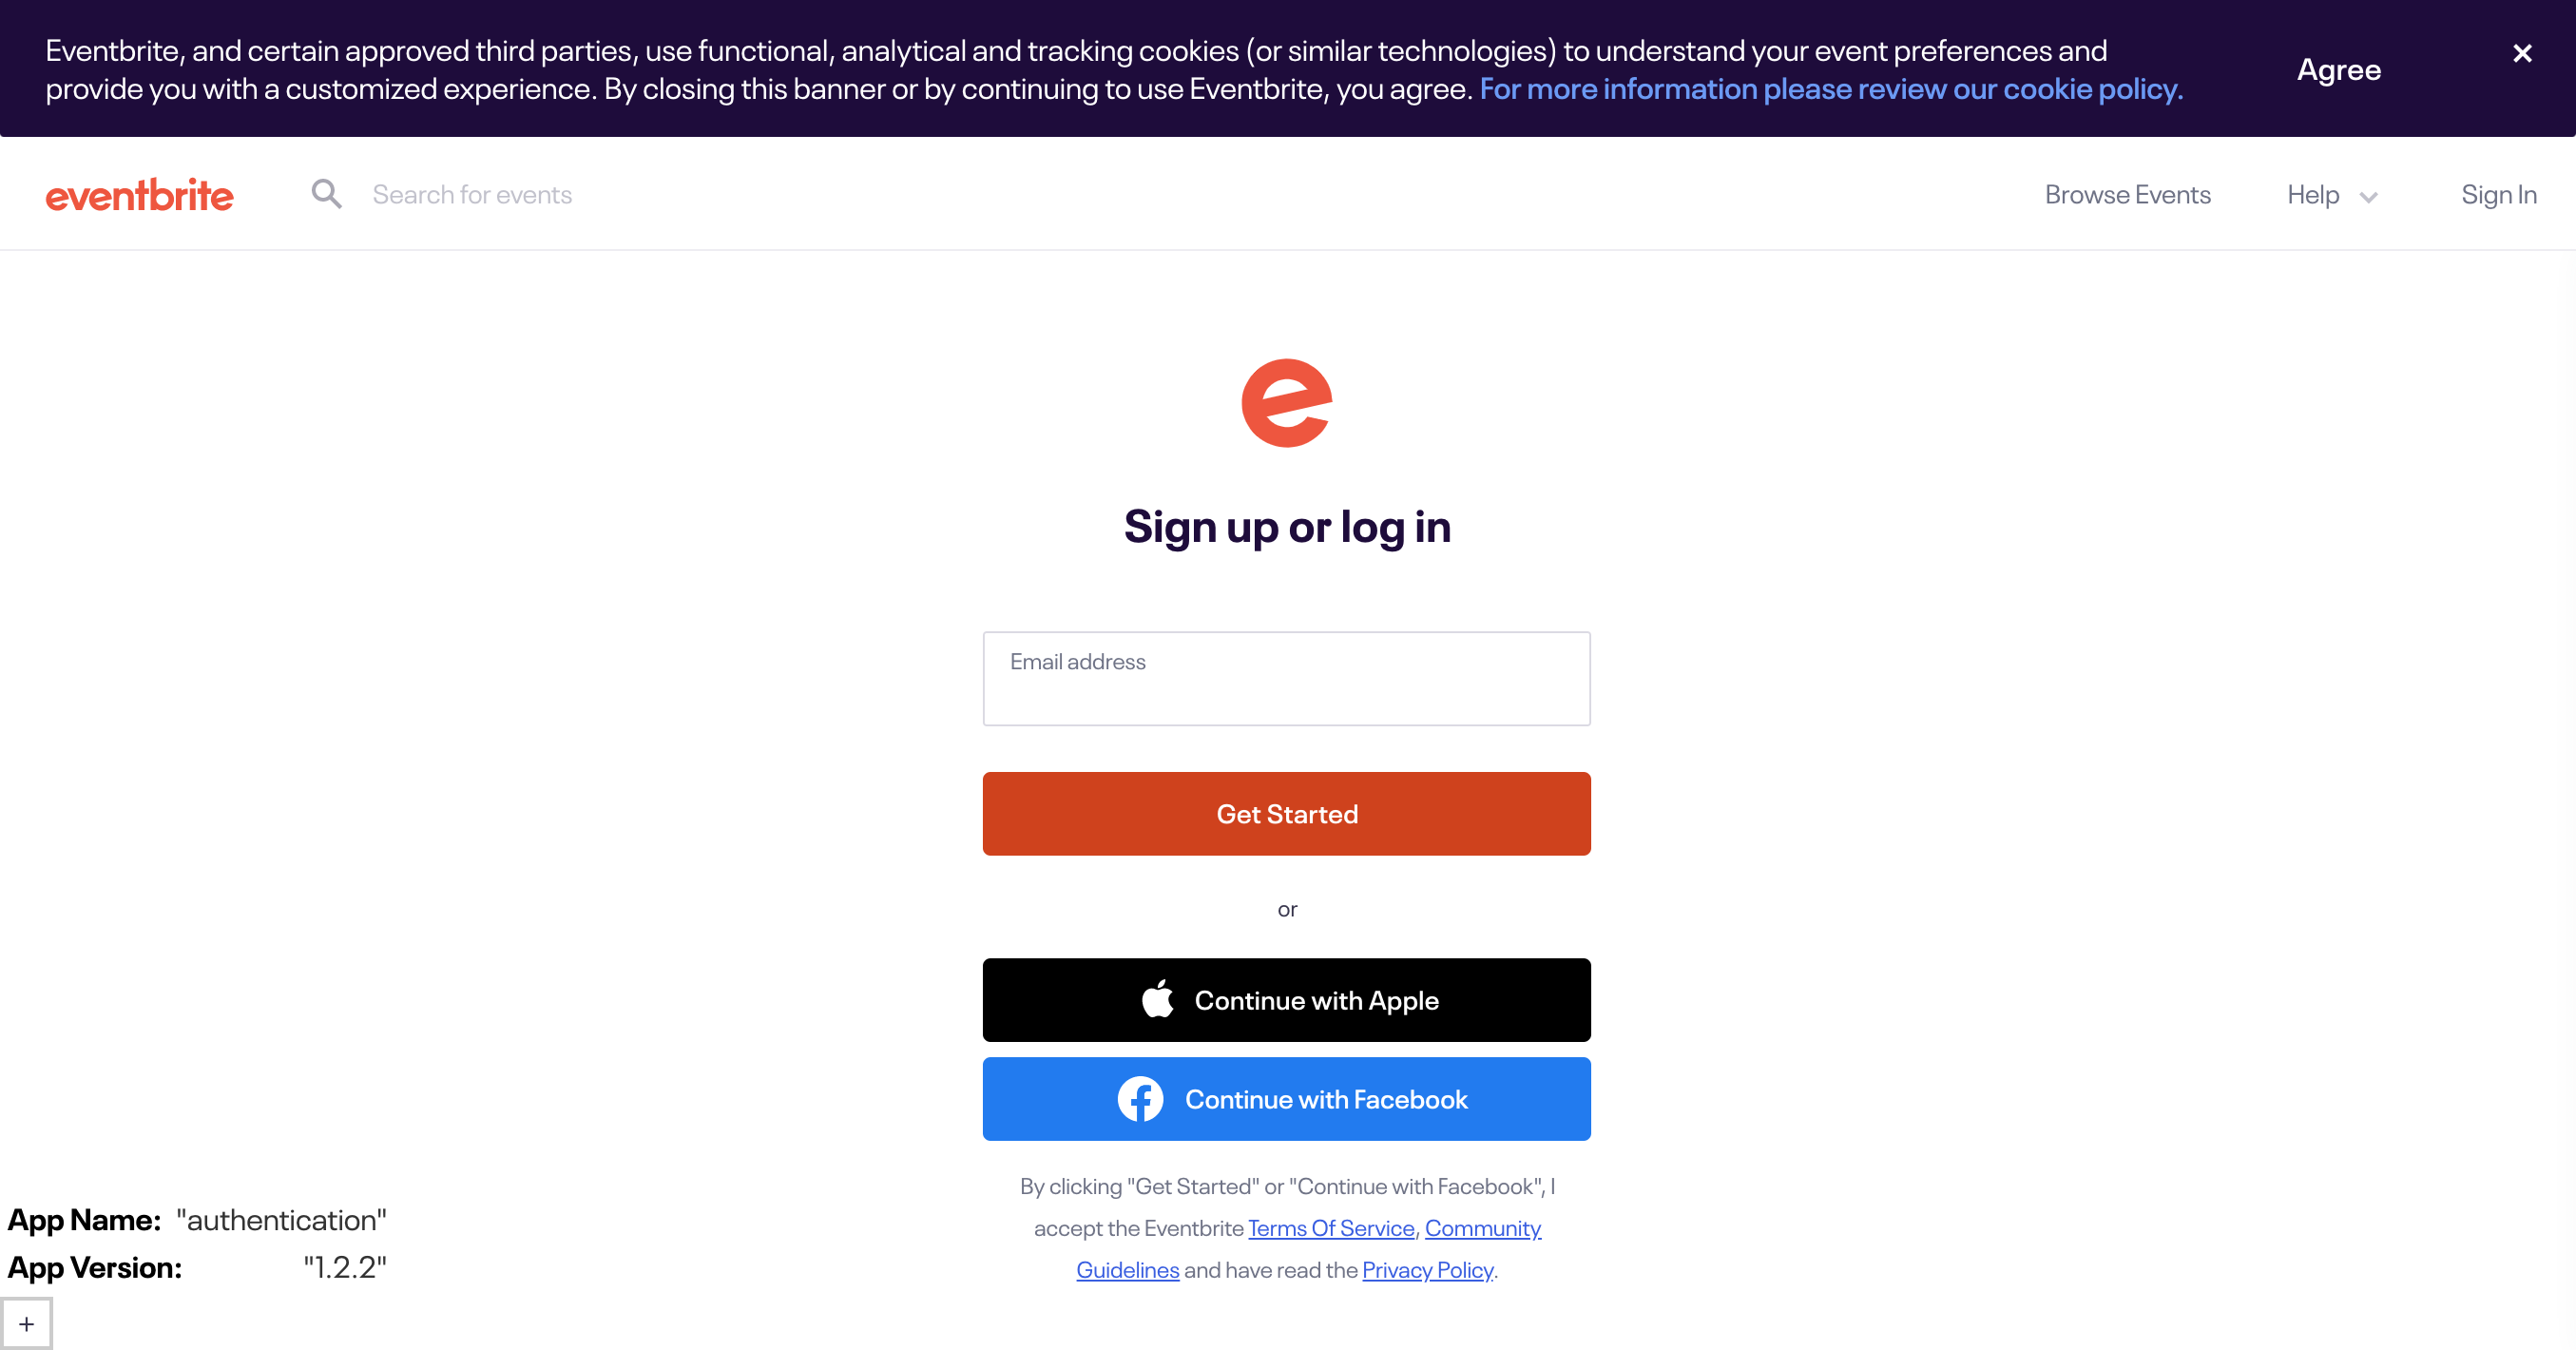 Eventbrite, and certain approved third parties, use functional, analytical and tracking cookies (or similar technologies) to understand your event preferences and
provide you with a customized experience. By closing this banner or by continuing to use Eventbrite, you agree. For more information please review our cookie policy.
Agree
eventbrite
Search for events
Browse Events
Help
Sign In
e
Sign up or log in
Email address
Get Started
or
Continue with Apple
Continue with Facebook
By clicking "Get Started" or "Continue with Facebook", I
accept the Eventbrite Terms Of Service, Community
Guidelines and have read the Privacy Policy.
App Name: "authentication"
App Version: "1.2.2"
+